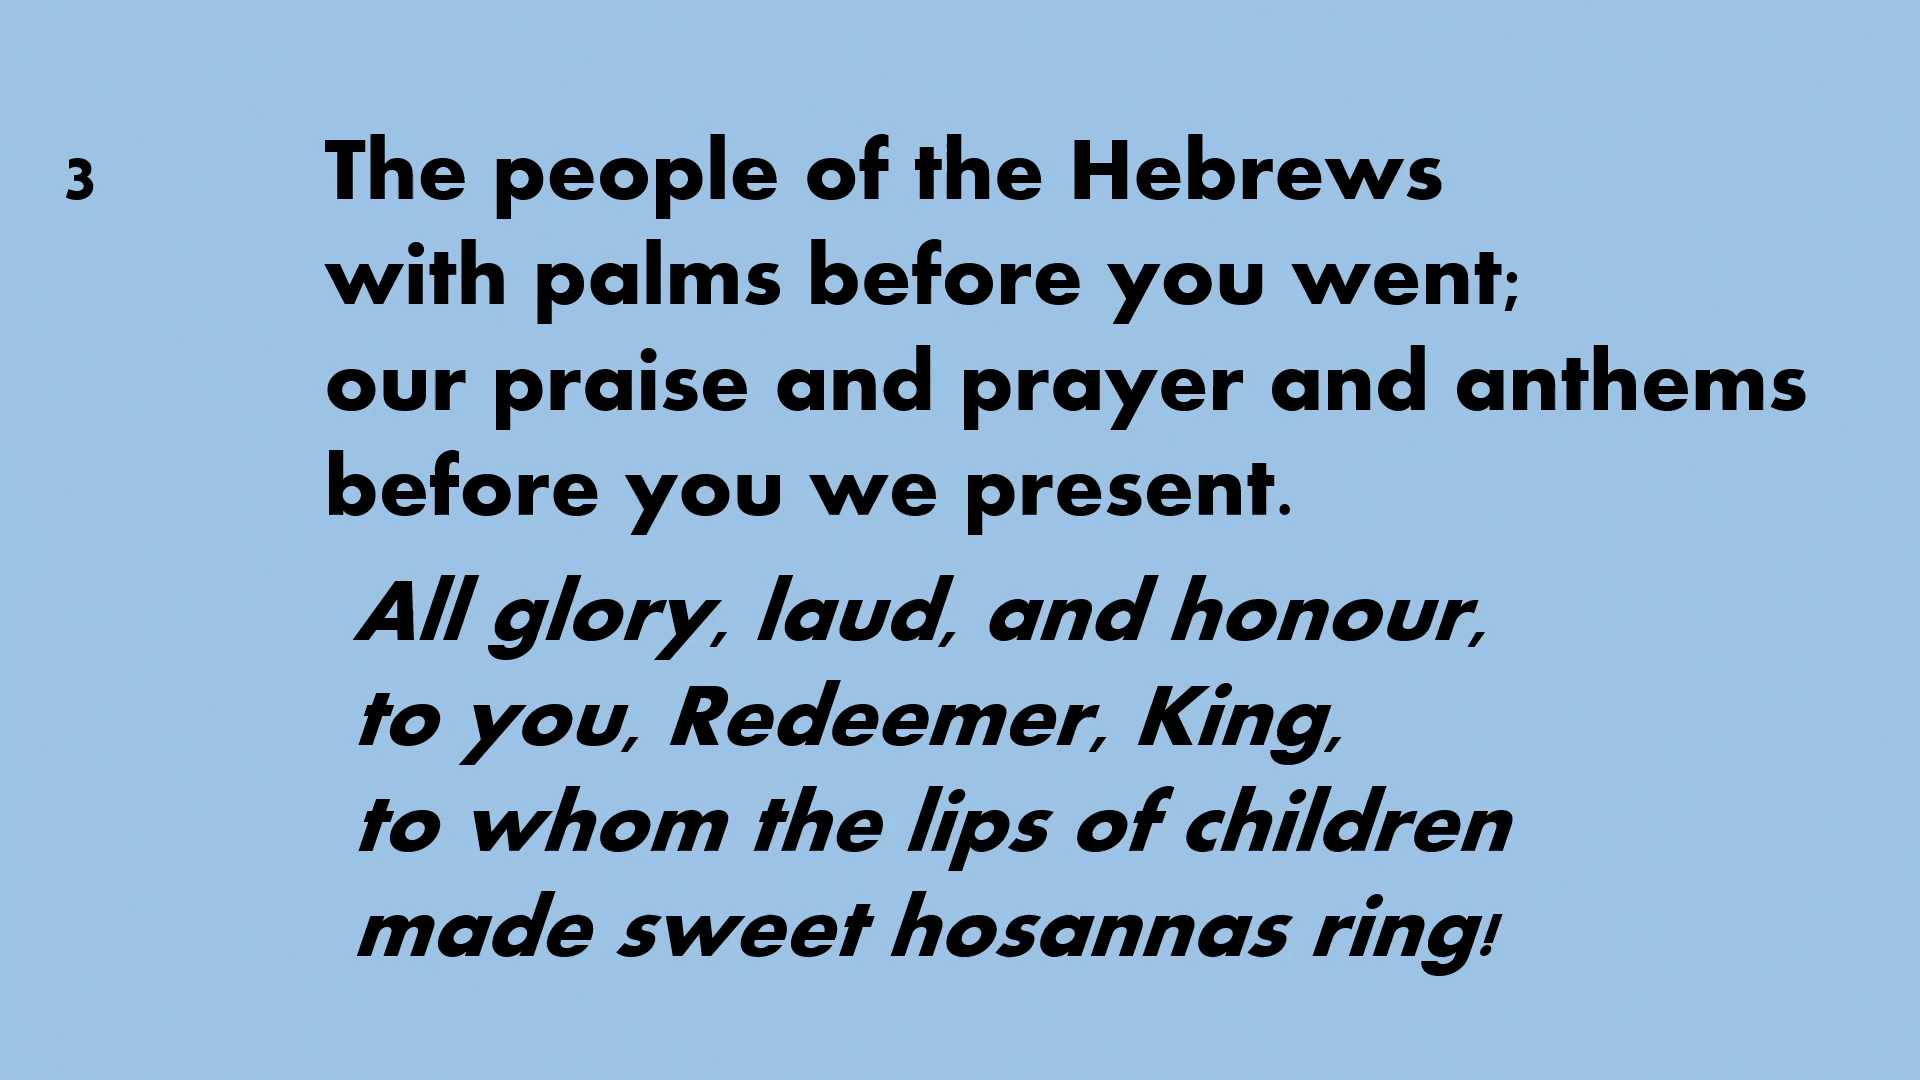 3 The people of the Hebrews
with palms before you went;
our praise and prayer and anthems
before you we present.
All glory, laud, and honour,
to you, Redeemer, King,
to whom the lips of children
made sweet hosannas ring!